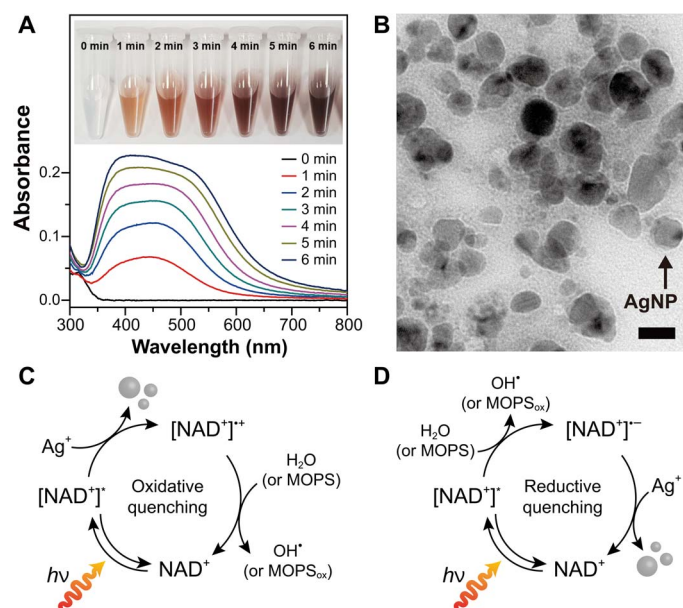 A
0 min 1 min 2 min 3 min 4 min 5 min 6 min
Absorbance
0.2
0.1
0.0
0 min
1 min
2 min
3 min
4 min
5 min
6 min
300 400 500 600 700 800
Wavelength (nm)
B
AgNP
C
Ag⁺
[NAD⁺]•⁺
H₂O
(or MOPS)
[NAD⁺]*
Oxidative
quenching
OH•
(or MOPSox)
NAD⁺
hν
D
OH•
(or MOPSox)
H₂O
(or MOPS)
[NAD⁺]•⁻
[NAD⁺]*
Reductive
quenching
Ag⁺
NAD⁺
hν